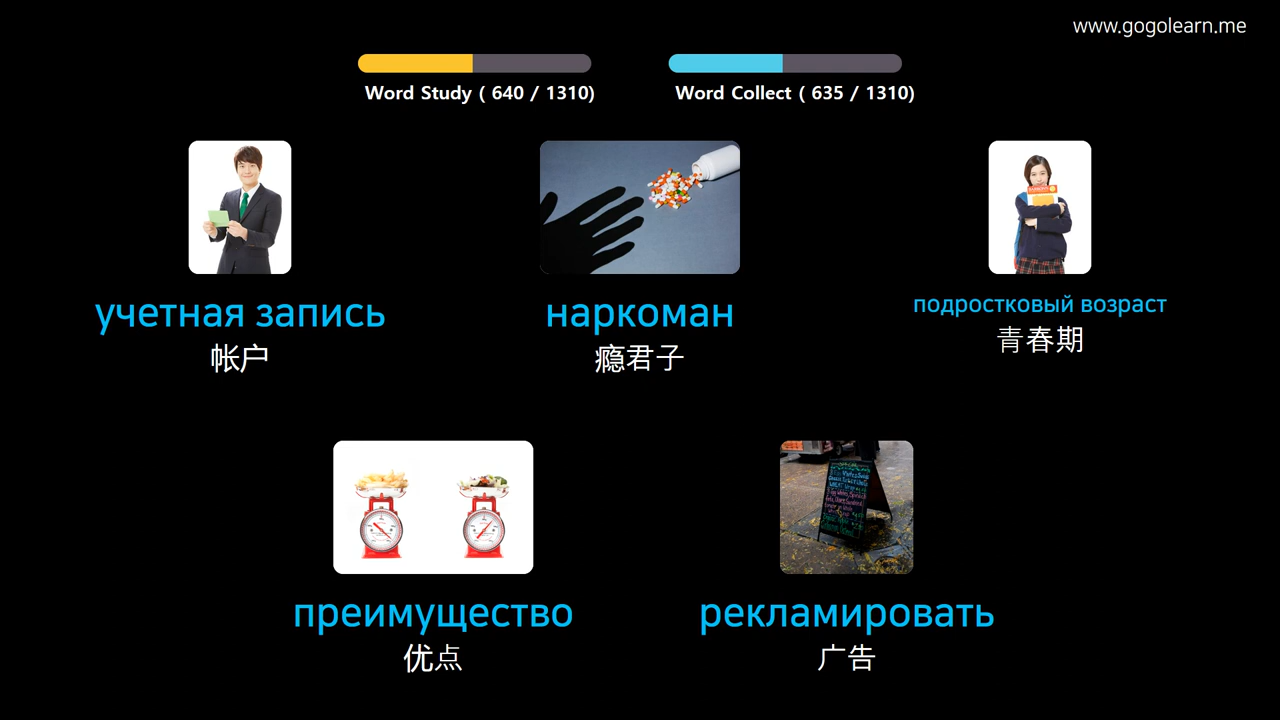 www.gogolearn.me
Word Study ( 640 / 1310)
Word Collect ( 635 / 1310)
учетная запись
帐户
наркоман
瘾君子
подростковый возраст
青春期
преимущество
优点
рекламировать
广告